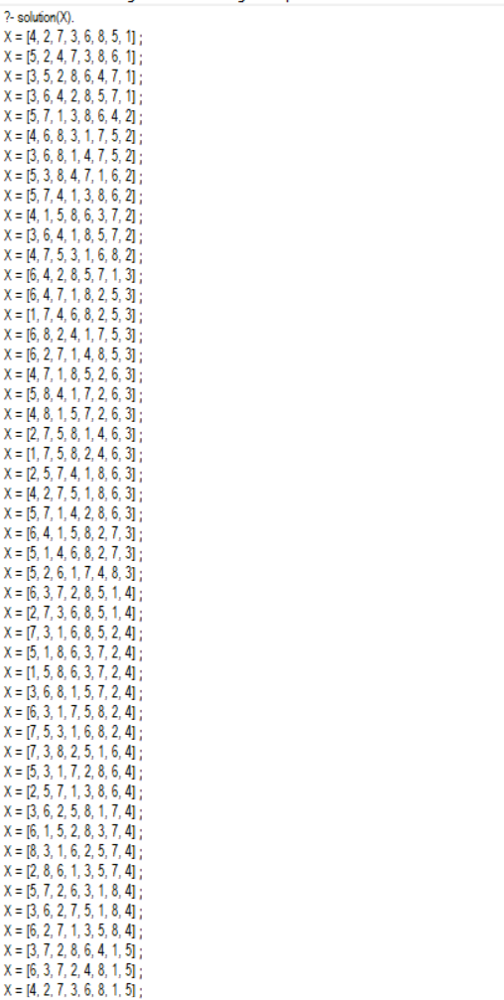 ?- solution(X).
X = [4, 2, 7, 3, 6, 8, 5, 1] ;
X = [5, 2, 4, 7, 3, 8, 6, 1] ;
X = [3, 5, 2, 8, 6, 4, 7, 1] ;
X = [3, 6, 4, 2, 8, 5, 7, 1] ;
X = [5, 7, 1, 3, 8, 6, 4, 2] ;
X = [4, 6, 8, 3, 1, 7, 5, 2] ;
X = [3, 6, 8, 1, 4, 7, 5, 2] ;
X = [5, 3, 8, 4, 7, 1, 6, 2] ;
X = [5, 7, 4, 1, 3, 8, 6, 2] ;
X = [4, 1, 5, 8, 6, 3, 7, 2] ;
X = [3, 6, 4, 1, 8, 5, 7, 2] ;
X = [4, 7, 5, 3, 1, 6, 8, 2] ;
X = [6, 4, 2, 8, 5, 7, 1, 3] ;
X = [6, 4, 7, 1, 8, 2, 5, 3] ;
X = [1, 7, 4, 6, 8, 2, 5, 3] ;
X = [6, 8, 2, 4, 1, 7, 5, 3] ;
X = [6, 2, 7, 1, 4, 8, 5, 3] ;
X = [4, 7, 1, 8, 5, 2, 6, 3] ;
X = [5, 8, 4, 1, 7, 2, 6, 3] ;
X = [4, 8, 1, 5, 7, 2, 6, 3] ;
X = [2, 7, 5, 8, 1, 4, 6, 3] ;
X = [1, 7, 5, 8, 2, 4, 6, 3] ;
X = [2, 5, 7, 4, 1, 8, 6, 3] ;
X = [4, 2, 7, 5, 1, 8, 6, 3] ;
X = [5, 7, 1, 4, 2, 8, 6, 3] ;
X = [6, 4, 1, 5, 8, 2, 7, 3] ;
X = [5, 1, 4, 6, 8, 2, 7, 3] ;
X = [5, 2, 6, 1, 7, 4, 8, 3] ;
X = [6, 3, 7, 2, 8, 5, 1, 4] ;
X = [2, 7, 3, 6, 8, 5, 1, 4] ;
X = [7, 3, 1, 6, 8, 5, 2, 4] ;
X = [5, 1, 8, 6, 3, 7, 2, 4] ;
X = [1, 5, 8, 6, 3, 7, 2, 4] ;
X = [3, 6, 8, 1, 5, 7, 2, 4] ;
X = [6, 3, 1, 7, 5, 8, 2, 4] ;
X = [7, 5, 3, 1, 6, 8, 2, 4] ;
X = [7, 3, 8, 2, 5, 1, 6, 4] ;
X = [5, 3, 1, 7, 2, 8, 6, 4] ;
X = [2, 5, 7, 1, 3, 8, 6, 4] ;
X = [3, 6, 2, 5, 8, 1, 7, 4] ;
X = [6, 1, 5, 2, 8, 3, 7, 4] ;
X = [8, 3, 1, 6, 2, 5, 7, 4] ;
X = [2, 8, 6, 1, 3, 5, 7, 4] ;
X = [5, 7, 2, 6, 3, 1, 8, 4] ;
X = [3, 6, 2, 7, 5, 1, 8, 4] ;
X = [6, 2, 7, 1, 3, 5, 8, 4] ;
X = [3, 7, 2, 8, 6, 4, 1, 5] ;
X = [6, 3, 7, 2, 4, 8, 1, 5] ;
X = [4, 2, 7, 3, 6, 8, 1, 5] ;